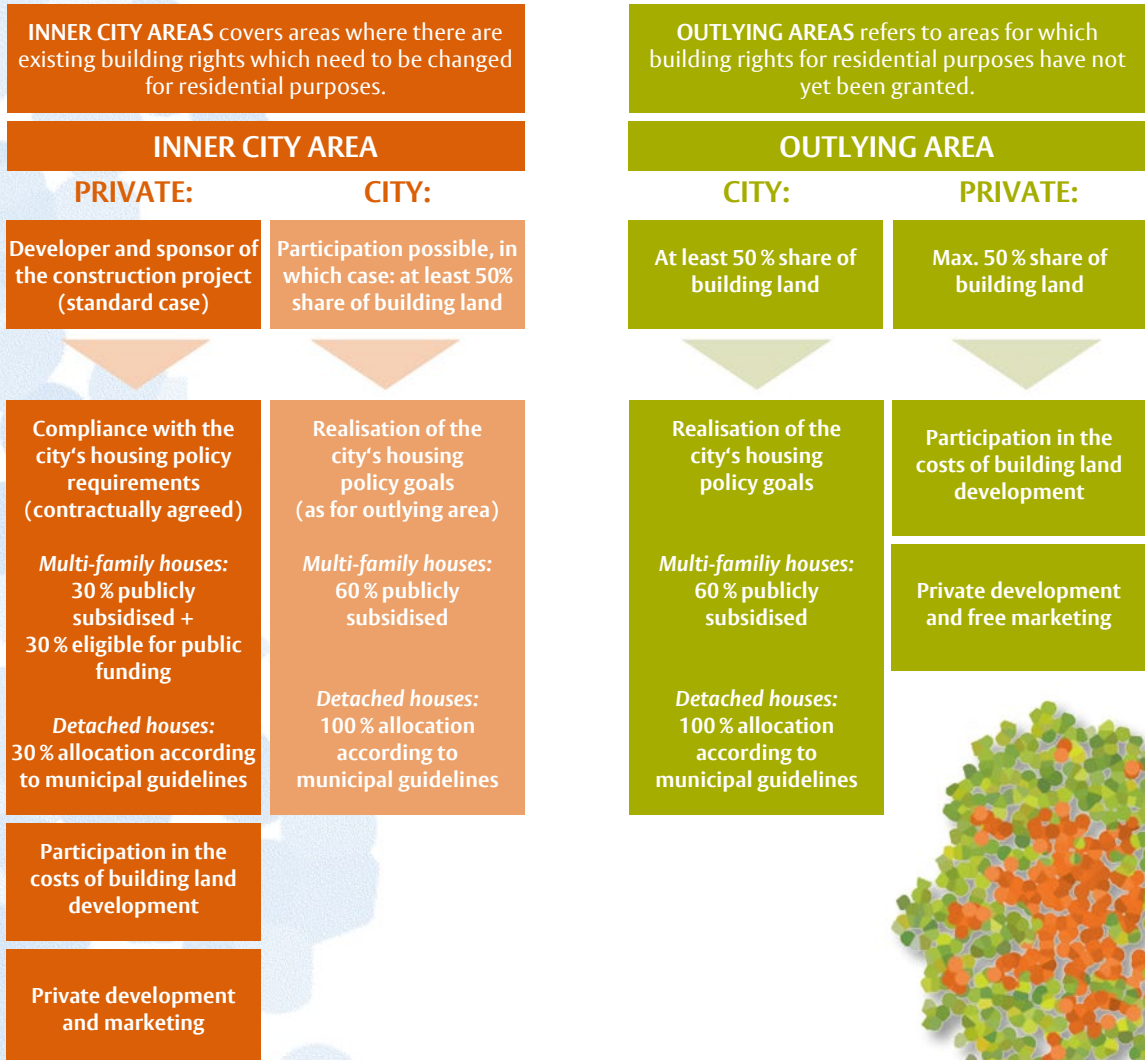 INNER CITY AREAS covers areas where there are
existing building rights which need to be changed
for residential purposes.
INNER CITY AREA
PRIVATE:
Developer and sponsor of
the construction project
(standard case)
Compliance with the
city‘s housing policy
requirements
(contractually agreed)
Multi-family houses:
30 % publicly
subsidised +
30 % eligible for public
funding
Detached houses:
30 % allocation according
to municipal guidelines
Participation in the
costs of building land
development
Private development
and marketing
CITY:
Participation possible, in
which case: at least 50%
share of building land
Realisation of the
city‘s housing
policy goals
(as for outlying area)
Multi-family houses:
60 % publicly
subsidised
Detached houses:
100 % allocation
according to
municipal guidelines
OUTLYING AREAS refers to areas for which
building rights for residential purposes have not
yet been granted.
OUTLYING AREA
CITY:
At least 50 % share of
building land
Realisation of the
city‘s housing
policy goals
Multi-familiy houses:
60 % publicly
subsidised
Detached houses:
100 % allocation
according to
municipal guidelines
PRIVATE:
Max. 50 % share of
building land
Participation in the
costs of building land
development
Private development
and free marketing